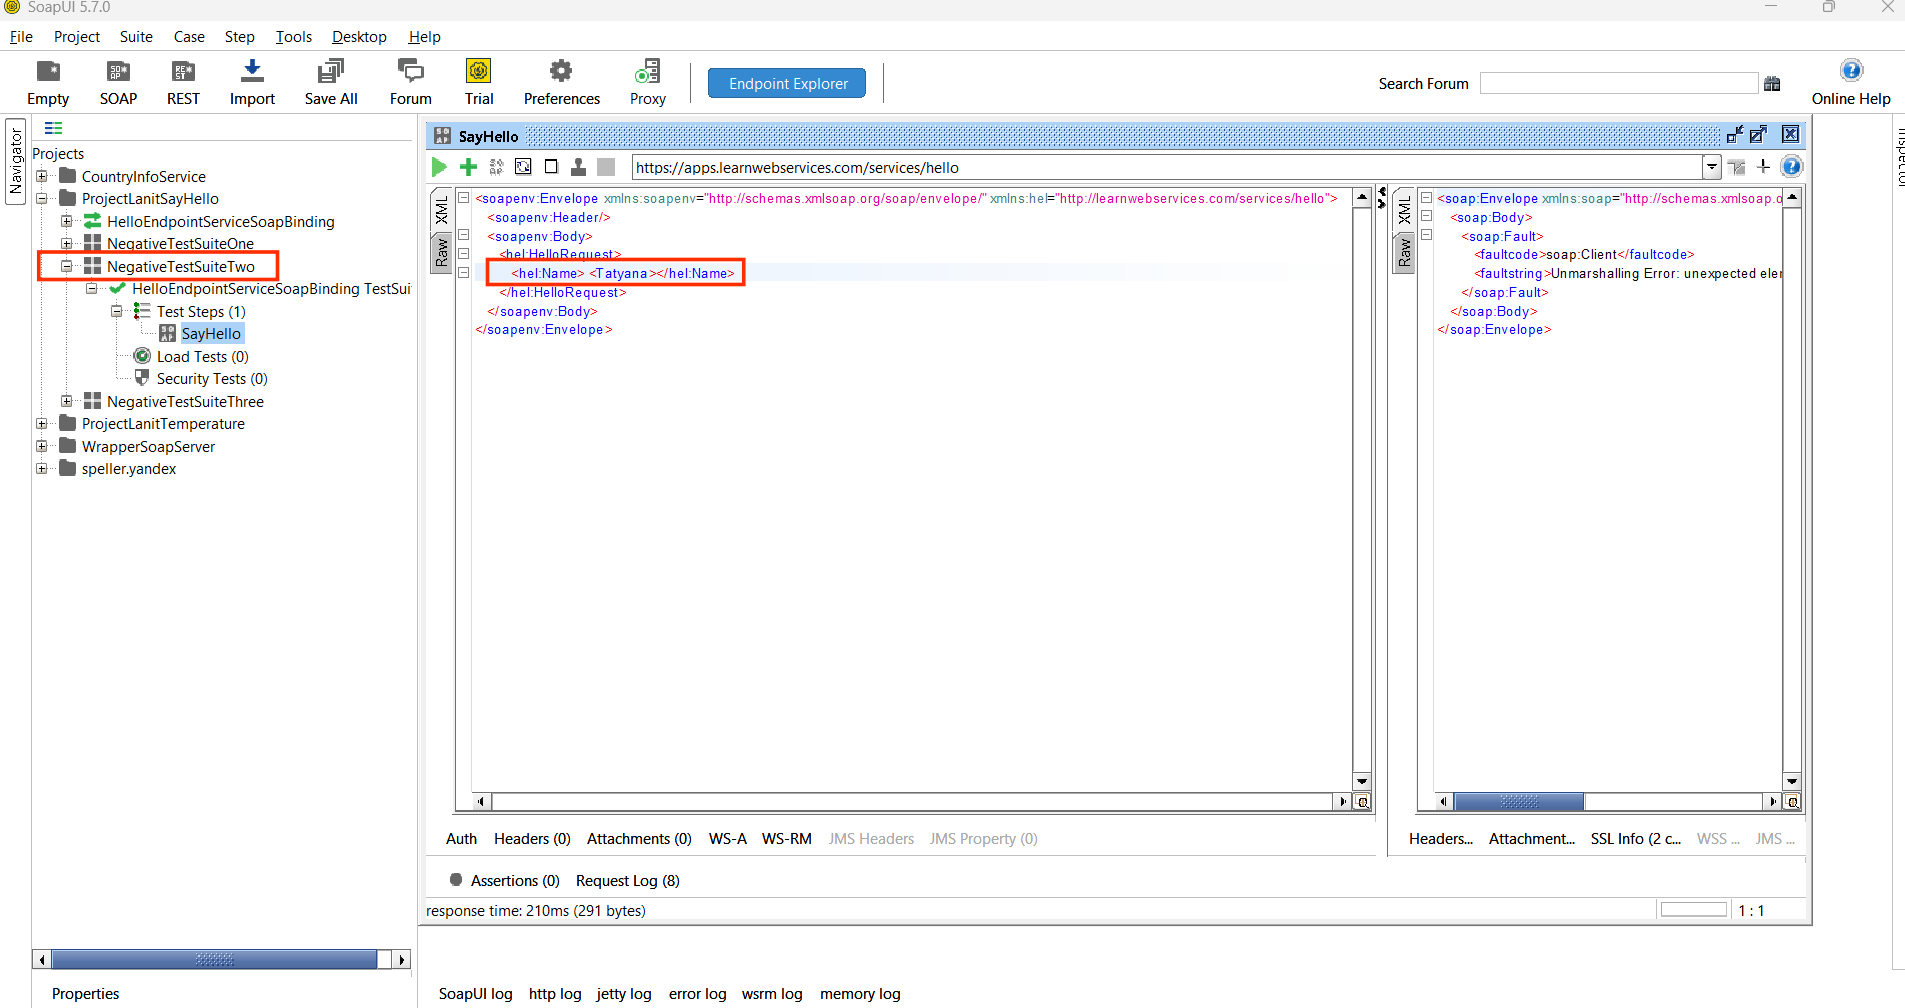 SoapUI 5.7.0
File Project Suite Case Step Tools Desktop Help
Empty SOAP REST Import Save All Forum Trial Preferences Proxy Endpoint Explorer Search Forum Online Help
Navigator
Projects
CountryInfoService
ProjectLanitSayHello
HelloEndpointServiceSoapBinding
NegativeTestSuiteOne
NegativeTestSuiteTwo
HelloEndpointServiceSoapBinding TestSui
Test Steps (1)
SayHello
Load Tests (0)
Security Tests (0)
NegativeTestSuiteThree
ProjectLanitTemperature
WrapperSoapServer
speller.yandex
Properties
SayHello
https://apps.learnwebservices.com/services/hello
XML
Raw
<soapenv:Envelope xmlns:soapenv="http://schemas.xmlsoap.org/soap/envelope/" xmlns:hel="http://learnwebservices.com/services/hello">
<soapenv:Header/>
<soapenv:Body>
<hel:HelloRequest>
<hel:Name> <Tatyana></hel:Name>
</hel:HelloRequest>
</soapenv:Body>
</soapenv:Envelope>
XML
Raw
<soap:Envelope xmlns:soap="http://schemas.xmlsoap.o
<soap:Body>
<soap:Fault>
<faultcode>soap:Client</faultcode>
<faultstring>Unmarshalling Error: unexpected eler
</soap:Fault>
</soap:Body>
</soap:Envelope>
Auth Headers (0) Attachments (0) WS-A WS-RM JMS Headers JMS Property (0)
Headers... Attachment... SSL Info (2 c... WSS ... JMS ...
Assertions (0) Request Log (8)
response time: 210ms (291 bytes)
1 : 1
SoapUI log http log jetty log error log wsrm log memory log